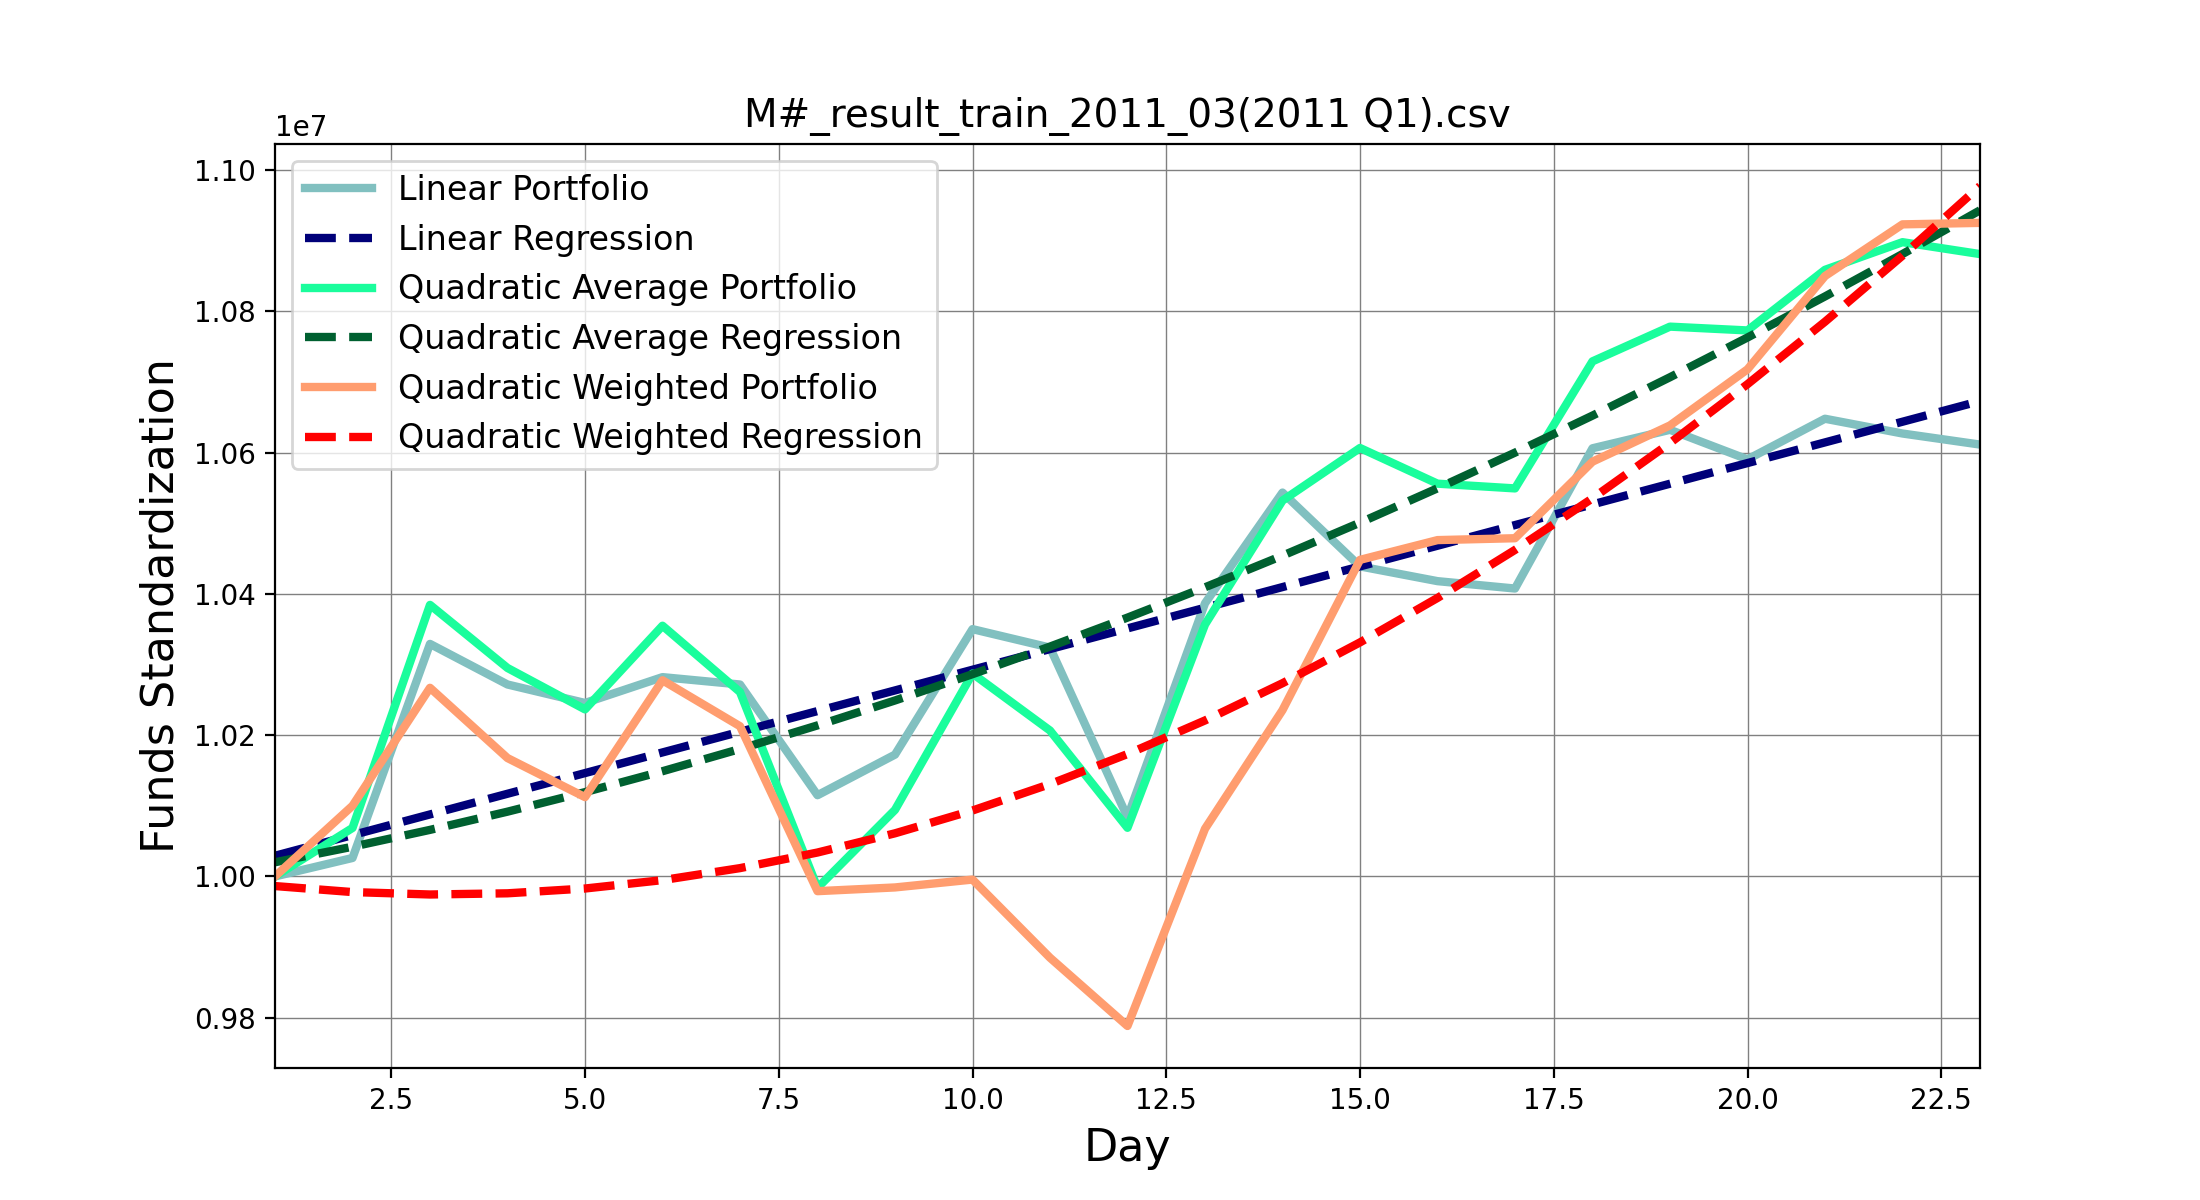 M#_result_train_2011_03(2011 Q1).csv
1e7
1.10
1.08
1.06
1.04
1.02
1.00
0.98
Funds Standardization
Linear Portfolio
Linear Regression
Quadratic Average Portfolio
Quadratic Average Regression
Quadratic Weighted Portfolio
Quadratic Weighted Regression
2.5 5.0 7.5 10.0 12.5 15.0 17.5 20.0 22.5
Day